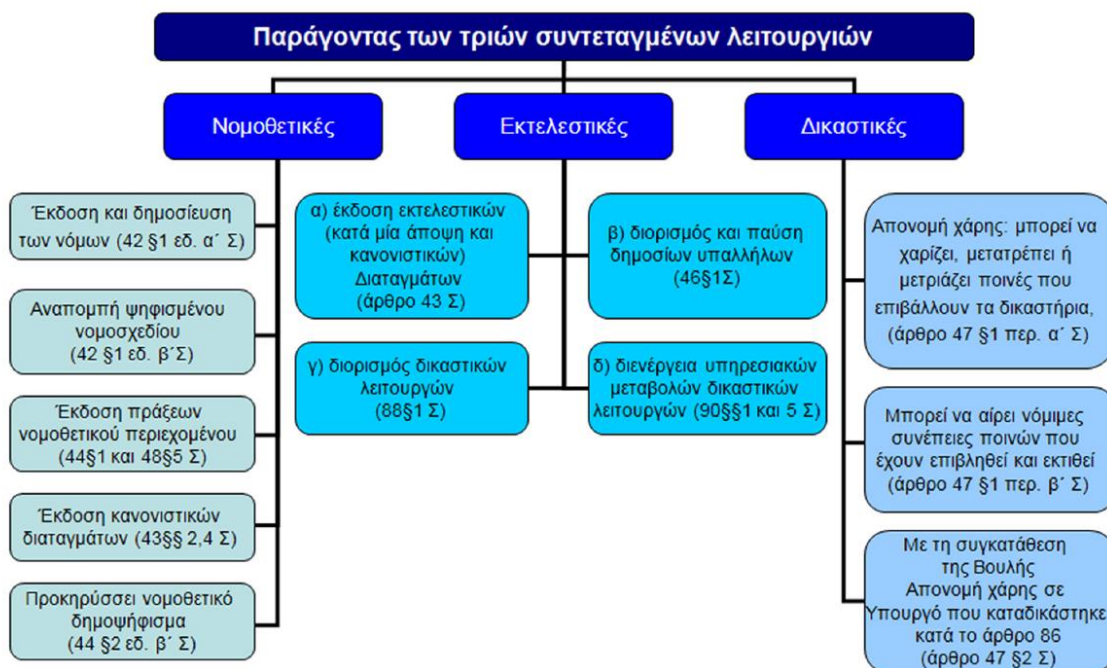 Παράγοντας των τριών συντεταγμένων λειτουργιών
Νομοθετικές
Έκδοση και δημοσίευση
των νόμων (42 §1 εδ. α΄ Σ)
Αναπομπή ψηφισμένου
νομοσχεδίου
(42 §1 εδ. β΄Σ)
Έκδοση πράξεων
νομοθετικού περιεχομένου
(44§1 και 48§5 Σ)
Έκδοση κανονιστικών
διαταγμάτων (43§§ 2,4 Σ)
Προκηρύσσει νομοθετικό
δημοψήφισμα
(44 §2 εδ. β΄ Σ)
Εκτελεστικές
α) έκδοση εκτελεστικών
(κατά μία άποψη και
κανονιστικών)
Διαταγμάτων
(άρθρο 43 Σ)
β) διορισμός και παύση
δημοσίων υπαλλήλων
(46§1Σ)
γ) διορισμός δικαστικών
λειτουργών
(88§1 Σ)
δ) διενέργεια υπηρεσιακών
μεταβολών δικαστικών
λειτουργών (90§§1 και 5 Σ)
Δικαστικές
Απονομή χάρης: μπορεί να
χαρίζει, μετατρέπει ή
μετριάζει ποινές που
επιβάλλουν τα δικαστήρια,
(άρθρο 47 §1 περ. α΄ Σ)
Μπορεί να αίρει νόμιμες
συνέπειες ποινών που
έχουν επιβληθεί και εκτιθεί
(άρθρο 47 §1 περ. β΄ Σ)
Με τη συγκατάθεση
της Βουλής
Απονομή χάρης σε
Υπουργό που καταδικάστηκε
κατά το άρθρο 86
(άρθρο 47 §2 Σ)